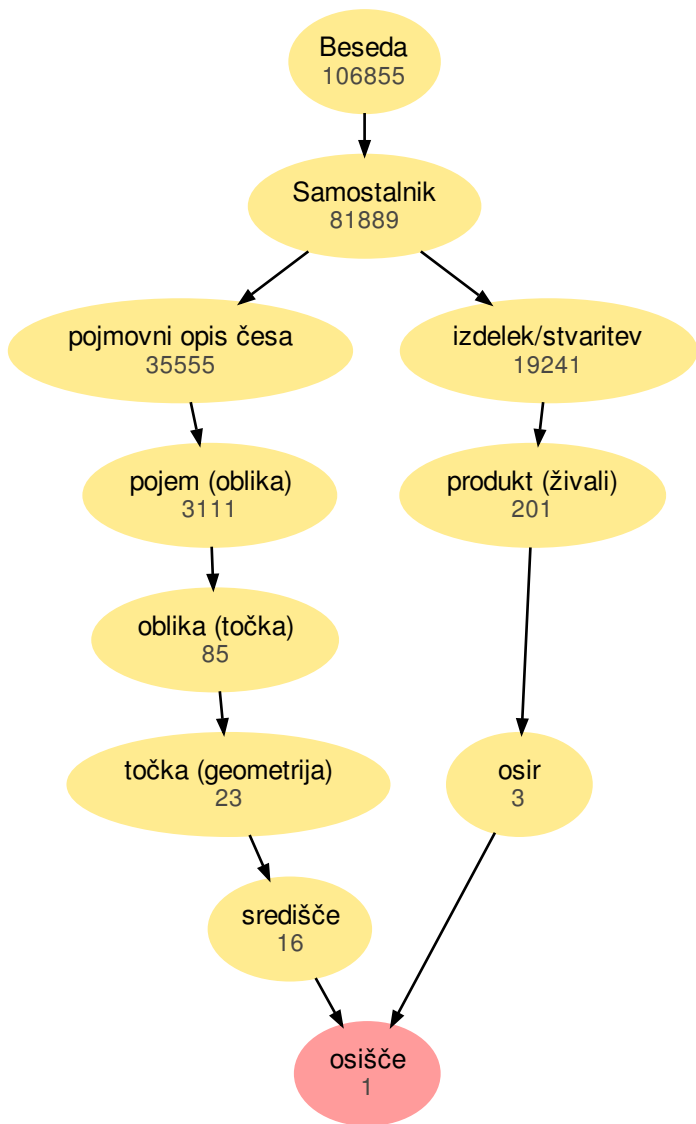 Beseda
106855
Samostalnik
81889
pojmovni opis česa
35555
izdelek/stvaritev
19241
pojem (oblika)
3111
produkt (živali)
201
oblika (točka)
85
točka (geometrija)
23
osir
3
središče
16
osišče
1